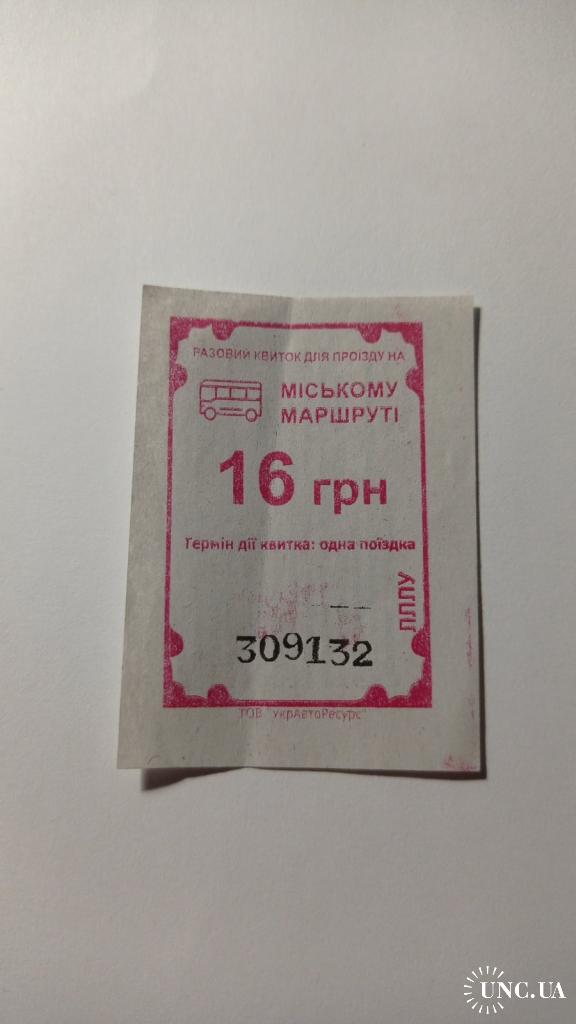 РАЗОВИЙ КВИТОК ДЛЯ ПРОЇЗДУ НА
МІСЬКОМУ
МАРШРУТІ
16 грн
Термін дії квитка: одна поїздка
ЛЛЛУ
309132
ТОВ "УкрАвтоРесурс"
UNC.UA